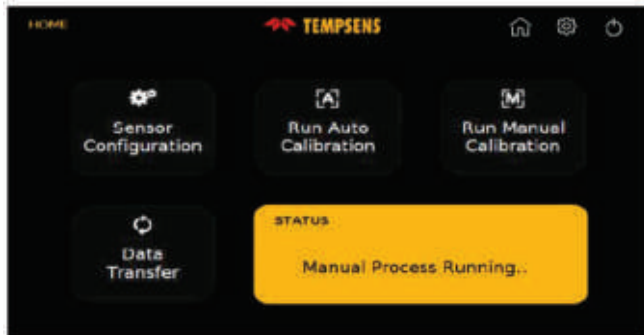 HOME
TEMPSENS
[A]
[M]
Sensor
Configuration
Run Auto
Calibration
Run Manual
Calibration
Data
Transfer
STATUS
Manual Process Running..